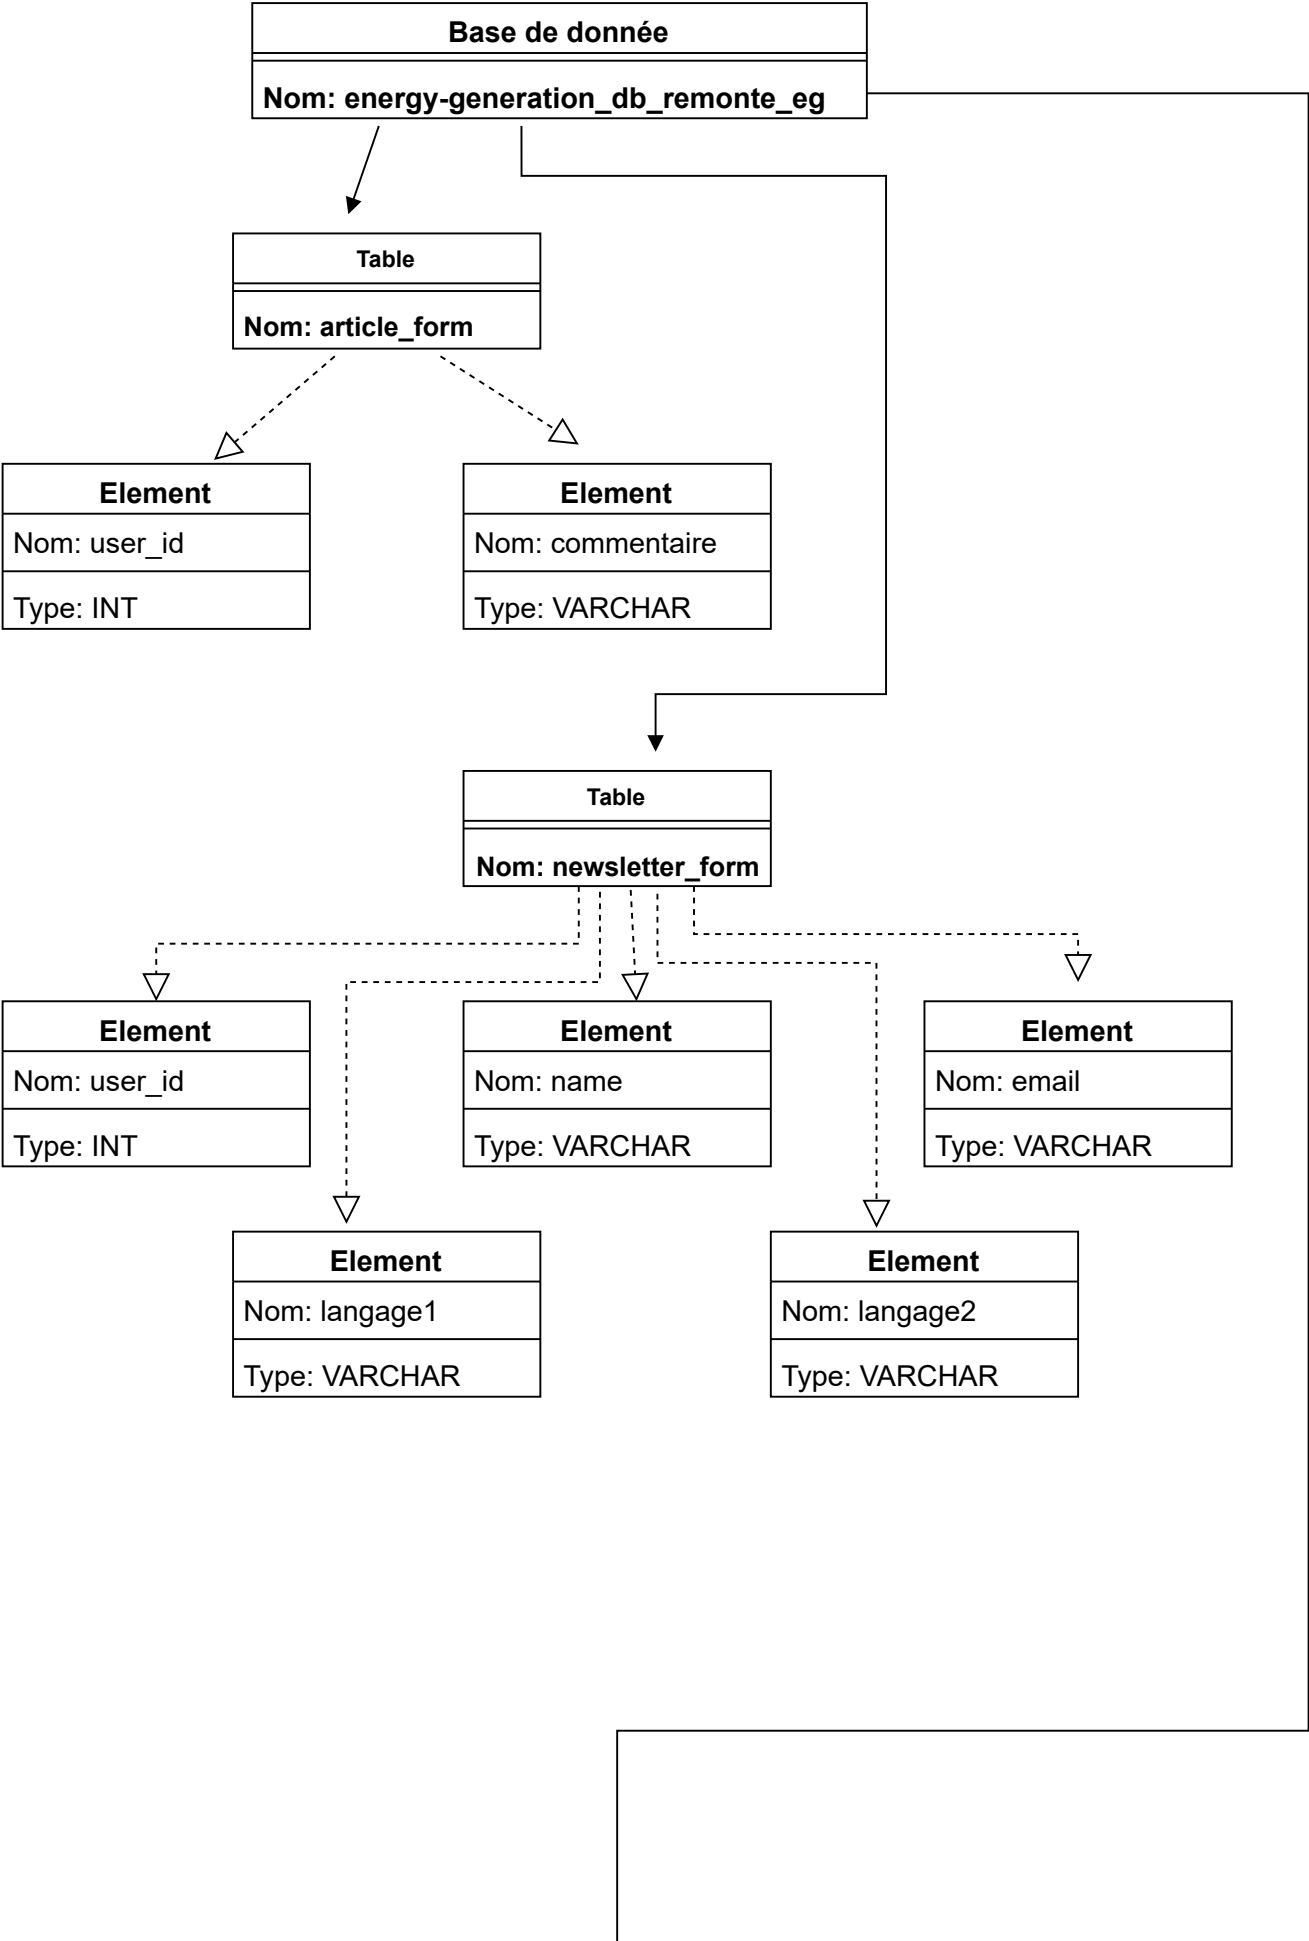 Base de donnée
Nom: energy-generation_db_remonte_eg
Table
Nom: article_form
Element
Nom: user_id
Type: INT
Element
Nom: commentaire
Type: VARCHAR
Table
Nom: newsletter_form
Element
Nom: user_id
Type: INT
Element
Nom: name
Type: VARCHAR
Element
Nom: email
Type: VARCHAR
Element
Nom: langage1
Type: VARCHAR
Element
Nom: langage2
Type: VARCHAR